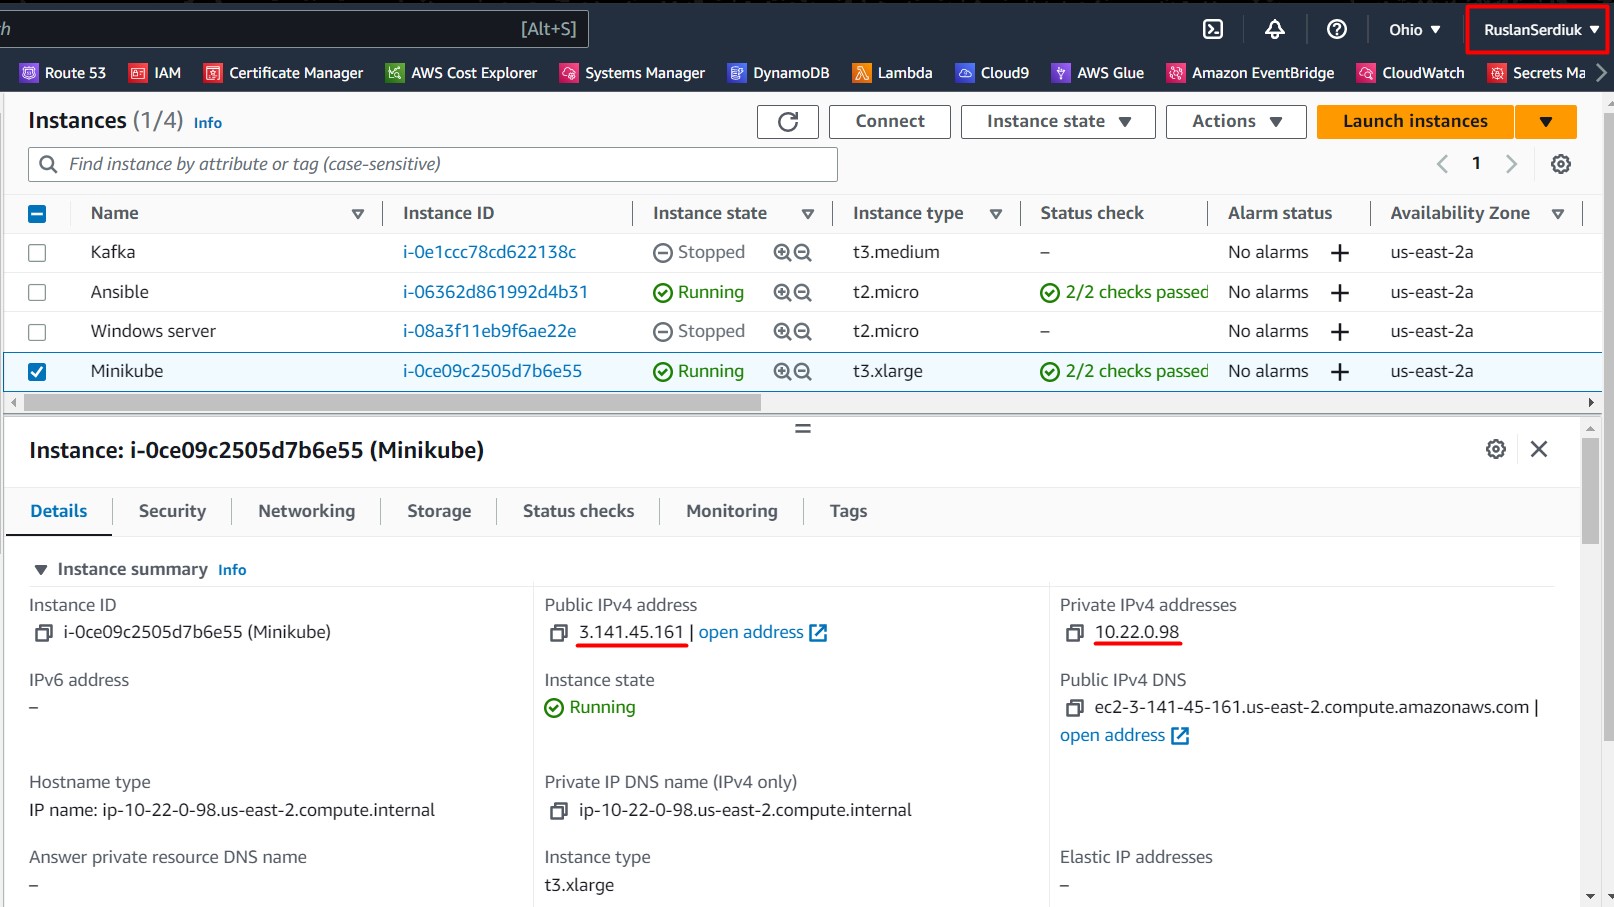 h [Alt+S] Ohio ▼ RuslanSerdiuk ▼
Route 53 IAM Certificate Manager AWS Cost Explorer Systems Manager DynamoDB Lambda Cloud9 AWS Glue Amazon EventBridge CloudWatch Secrets Ma
Instances (1/4) Info Connect Instance state ▼ Actions ▼ Launch instances ▼
Find instance by attribute or tag (case-sensitive) 1
Name Instance ID Instance state Instance type Status check Alarm status Availability Zone
Kafka i-0e1ccc78cd622138c Stopped t3.medium – No alarms + us-east-2a
Ansible i-06362d861992d4b31 Running t2.micro 2/2 checks passed No alarms + us-east-2a
Windows server i-08a3f11eb9f6ae22e Stopped t2.micro – No alarms + us-east-2a
Minikube i-0ce09c2505d7b6e55 Running t3.xlarge 2/2 checks passed No alarms + us-east-2a
Instance: i-0ce09c2505d7b6e55 (Minikube)
Details Security Networking Storage Status checks Monitoring Tags
▼ Instance summary Info
Instance ID Public IPv4 address Private IPv4 addresses
i-0ce09c2505d7b6e55 (Minikube) 3.141.45.161 | open address 10.22.0.98
IPv6 address Instance state Public IPv4 DNS
– Running ec2-3-141-45-161.us-east-2.compute.amazonaws.com |
open address
Hostname type Private IP DNS name (IPv4 only)
IP name: ip-10-22-0-98.us-east-2.compute.internal ip-10-22-0-98.us-east-2.compute.internal
Answer private resource DNS name Instance type Elastic IP addresses
– t3.xlarge –